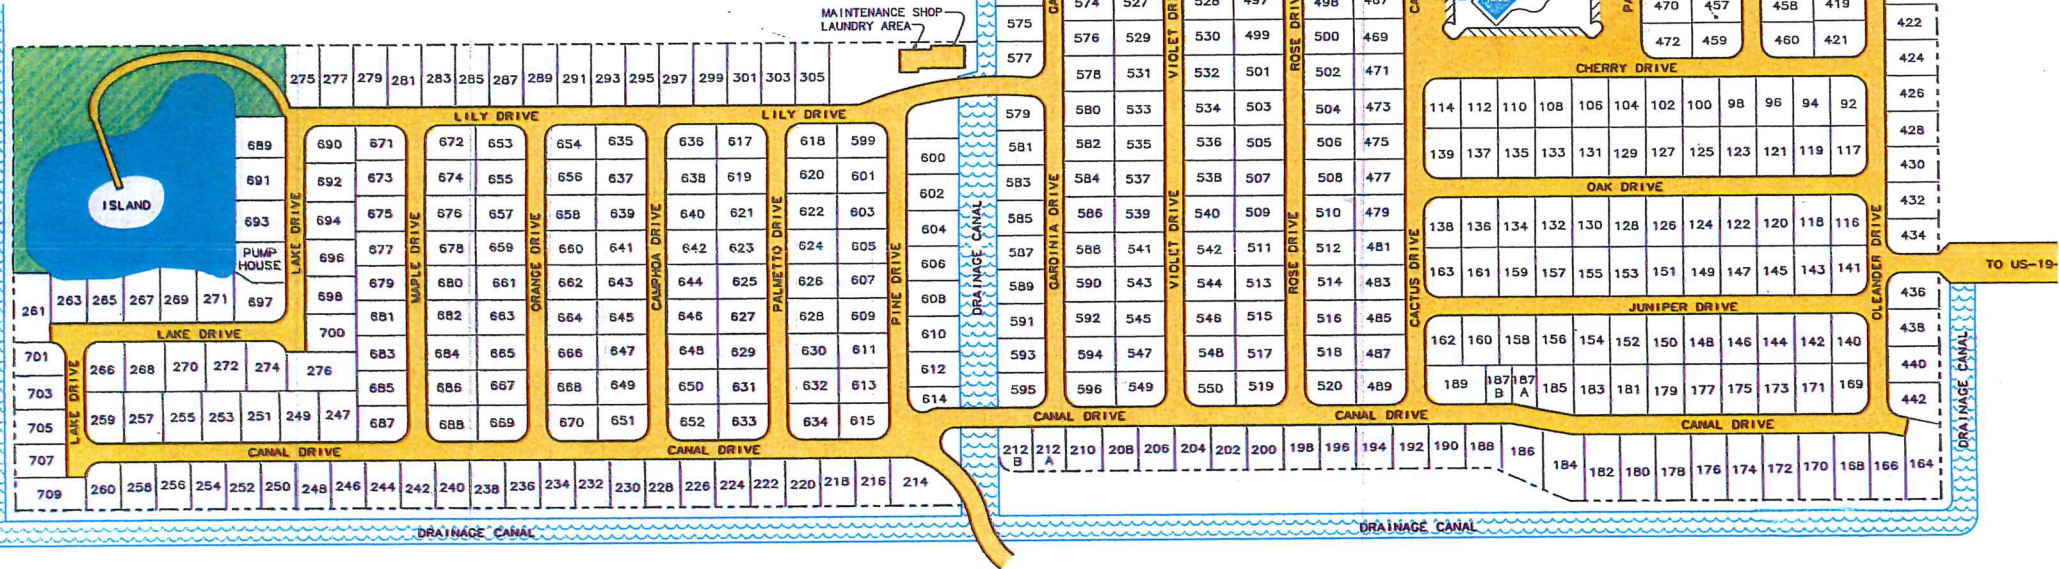 MAINTENANCE SHOP
LAUNDRY AREA
575
574 527
528 497
498 467
470 457
458 419
422
577
576 529
530 499
500 469
472 459
460 421
424
275 277 279 281 283 285 287 289 291 293 295 297 299 301 303 305
578 531
532 501
502 471
CHERRY DRIVE
426
LILY DRIVE
LILY DRIVE
579
580 533
534 503
504 473
114 112 110 108 106 104 102 100 98 96 94 92
428
689
690 671
672 653
654 635
636 617
618 599
600
581
582 535
536 505
506 475
139 137 135 133 131 129 127 125 123 121 119 117
430
691
692 673
674 655
656 637
638 619
620 601
602
583
584 537
538 507
508 477
OAK DRIVE
432
ISLAND
693
694 675
676 657
658 639
640 621
622 603
604
585
586 539
540 509
510 479
138 136 134 132 130 128 126 124 122 120 118 116
434
PUMP
HOUSE
696 677
678 659
660 641
642 623
624 605
606
587
588 541
542 511
512 481
163 161 159 157 155 153 151 149 147 145 143 141
TO US-19-
261
263 265 267 269 271 697
698 679
680 661
662 643
644 625
626 607
608
589
590 543
544 513
514 483
436
LAKE DRIVE
MAPLE DRIVE
ORANGE DRIVE
CAMPHOA DRIVE
PALMETTO DRIVE
PINE DRIVE
DRAINAGE CANAL
GARDINIA DRIVE
VIOLET DRIVE
VIOLET DRI
ROSE DRIVE
ROSE DRIV
CACTUS DRIVE
OLEANDER DRIVE
JUNIPER DRIVE
LAKE DRIVE
700 681
682 663
664 645
646 627
628 609
610
591
592 545
546 515
516 485
438
701
266 268 270 272 274 276
683
684 665
666 647
648 629
630 611
612
593
594 547
548 517
518 487
162 160 158 156 154 152 150 148 146 144 142 140
440
703
LAKE DRIVE
685
686 667
668 649
650 631
632 613
614
595
596 549
550 519
520 489
189
187
B
187
A
185 183 181 179 177 175 173 171 169
442
DRAINAGE CANAL
705
259 257 255 253 251 249 247
687
688 669
670 651
652 633
634 615
CANAL DRIVE
CANAL DRIVE
CANAL DRIVE
707
CANAL DRIVE
CANAL DRIVE
212
B
212
A
210 208 206 204 202 200 198 196 194 192 190 188 186 184 182 180 178 176 174 172 170 168 166 164
709
260 258 256 254 252 250 248 246 244 242 240 238 236 234 232 230 228 226 224 222 220 218 216 214
DRAINAGE CANAL
DRAINAGE CANAL